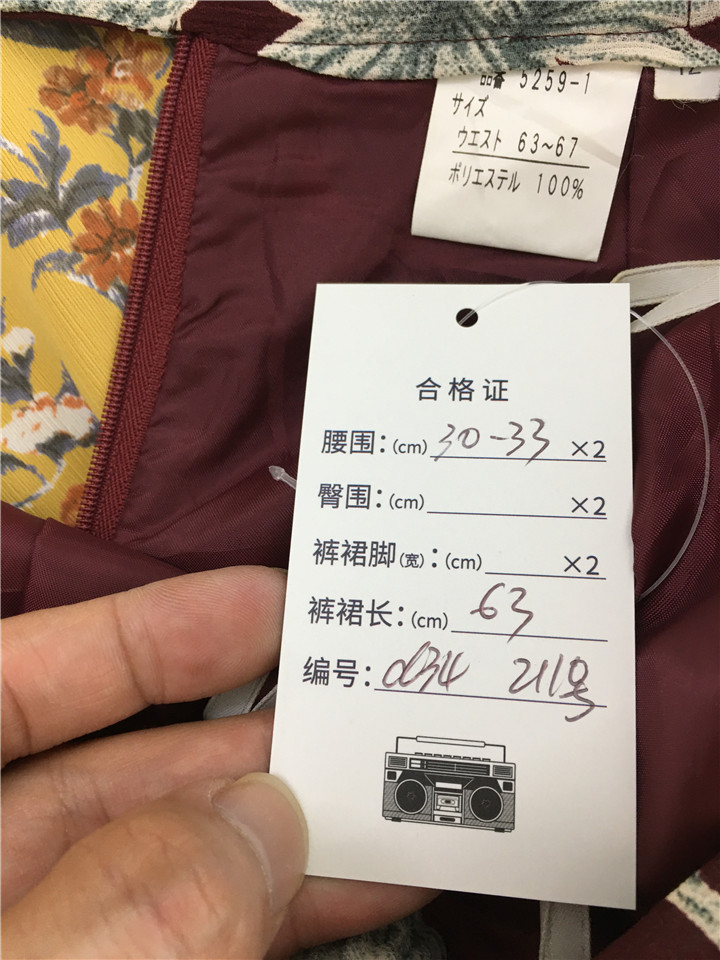 品番 5259-1
サイズ
ウエスト 63~67
ポリエステル 100%
12
合格证
腰围:(cm) 30-33 ×2
臀围:(cm) ×2
裤裙脚(宽):(cm) ×2
裤裙长:(cm) 63
编号: 211号